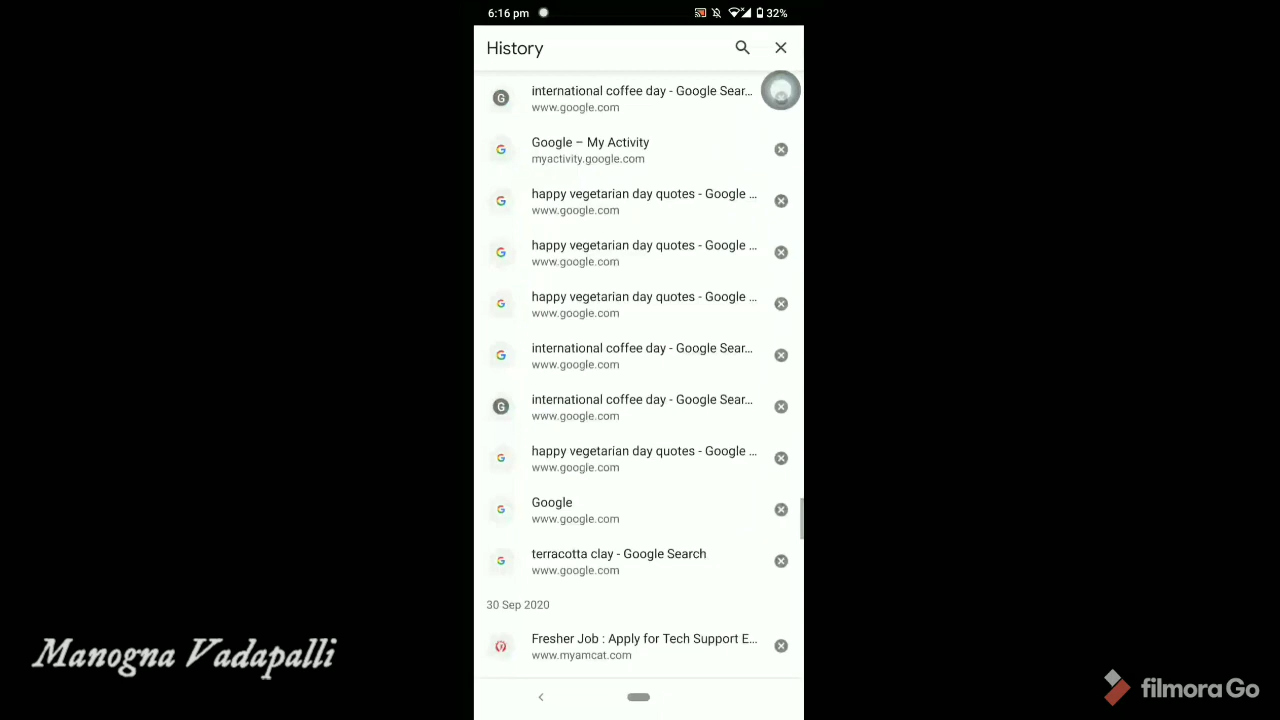 6:16 pm
32%
History
international coffee day - Google Sear...
www.google.com
Google – My Activity
myactivity.google.com
happy vegetarian day quotes - Google ...
www.google.com
happy vegetarian day quotes - Google ...
www.google.com
happy vegetarian day quotes - Google ...
www.google.com
international coffee day - Google Sear...
www.google.com
international coffee day - Google Sear...
www.google.com
happy vegetarian day quotes - Google ...
www.google.com
Google
www.google.com
terracotta clay - Google Search
www.google.com
30 Sep 2020
Fresher Job : Apply for Tech Support E...
www.myamcat.com
Manogna Vadapalli
filmoraGo